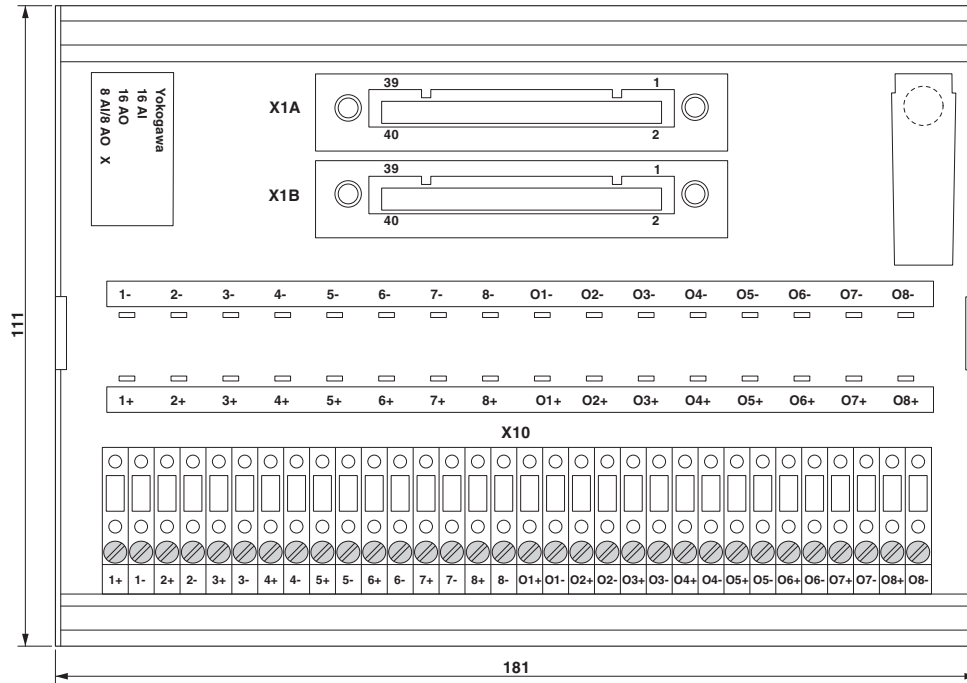 Yokogawa
16 AI
16 AO
8 AI/8 AO X
39 1
X1A
40 2
39 1
X1B
40 2
1- 2- 3- 4- 5- 6- 7- 8- O1- O2- O3- O4- O5- O6- O7- O8-
111
1+ 2+ 3+ 4+ 5+ 6+ 7+ 8+ O1+ O2+ O3+ O4+ O5+ O6+ O7+ O8+
X10
1+ 1- 2+ 2- 3+ 3- 4+ 4- 5+ 5- 6+ 6- 7+ 7- 8+ 8- O1+ O1- O2+ O2- O3+ O3- O4+ O4- O5+ O5- O6+ O6- O7+ O7- O8+ O8-
181